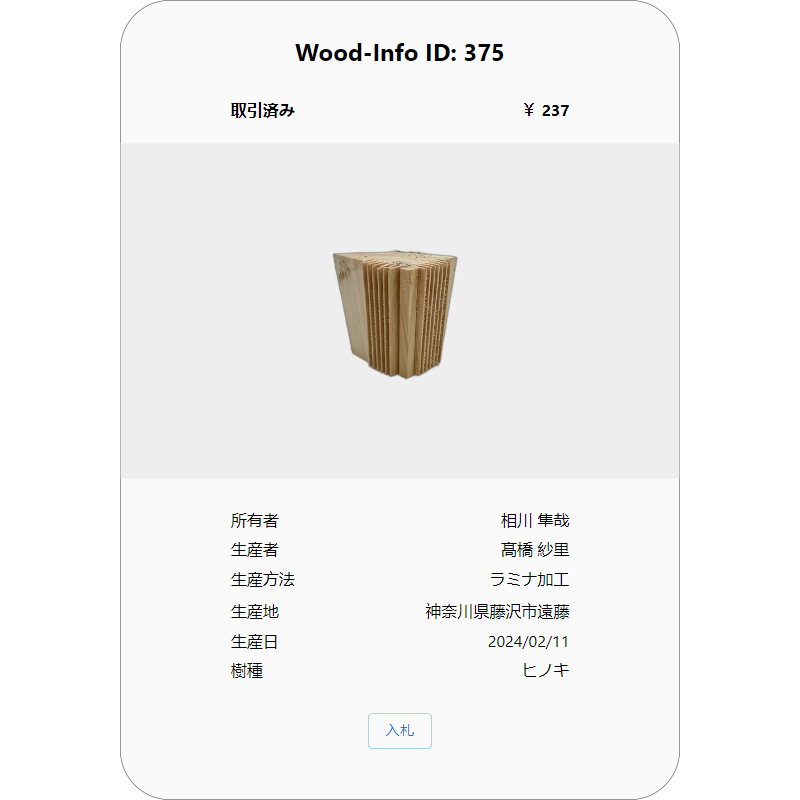 Wood-Info ID: 375
取引済み ￥ 237
所有者 相川 隼哉
生産者 髙橋 紗里
生産方法 ラミナ加工
生産地 神奈川県藤沢市遠藤
生産日 2024/02/11
樹種 ヒノキ
入札